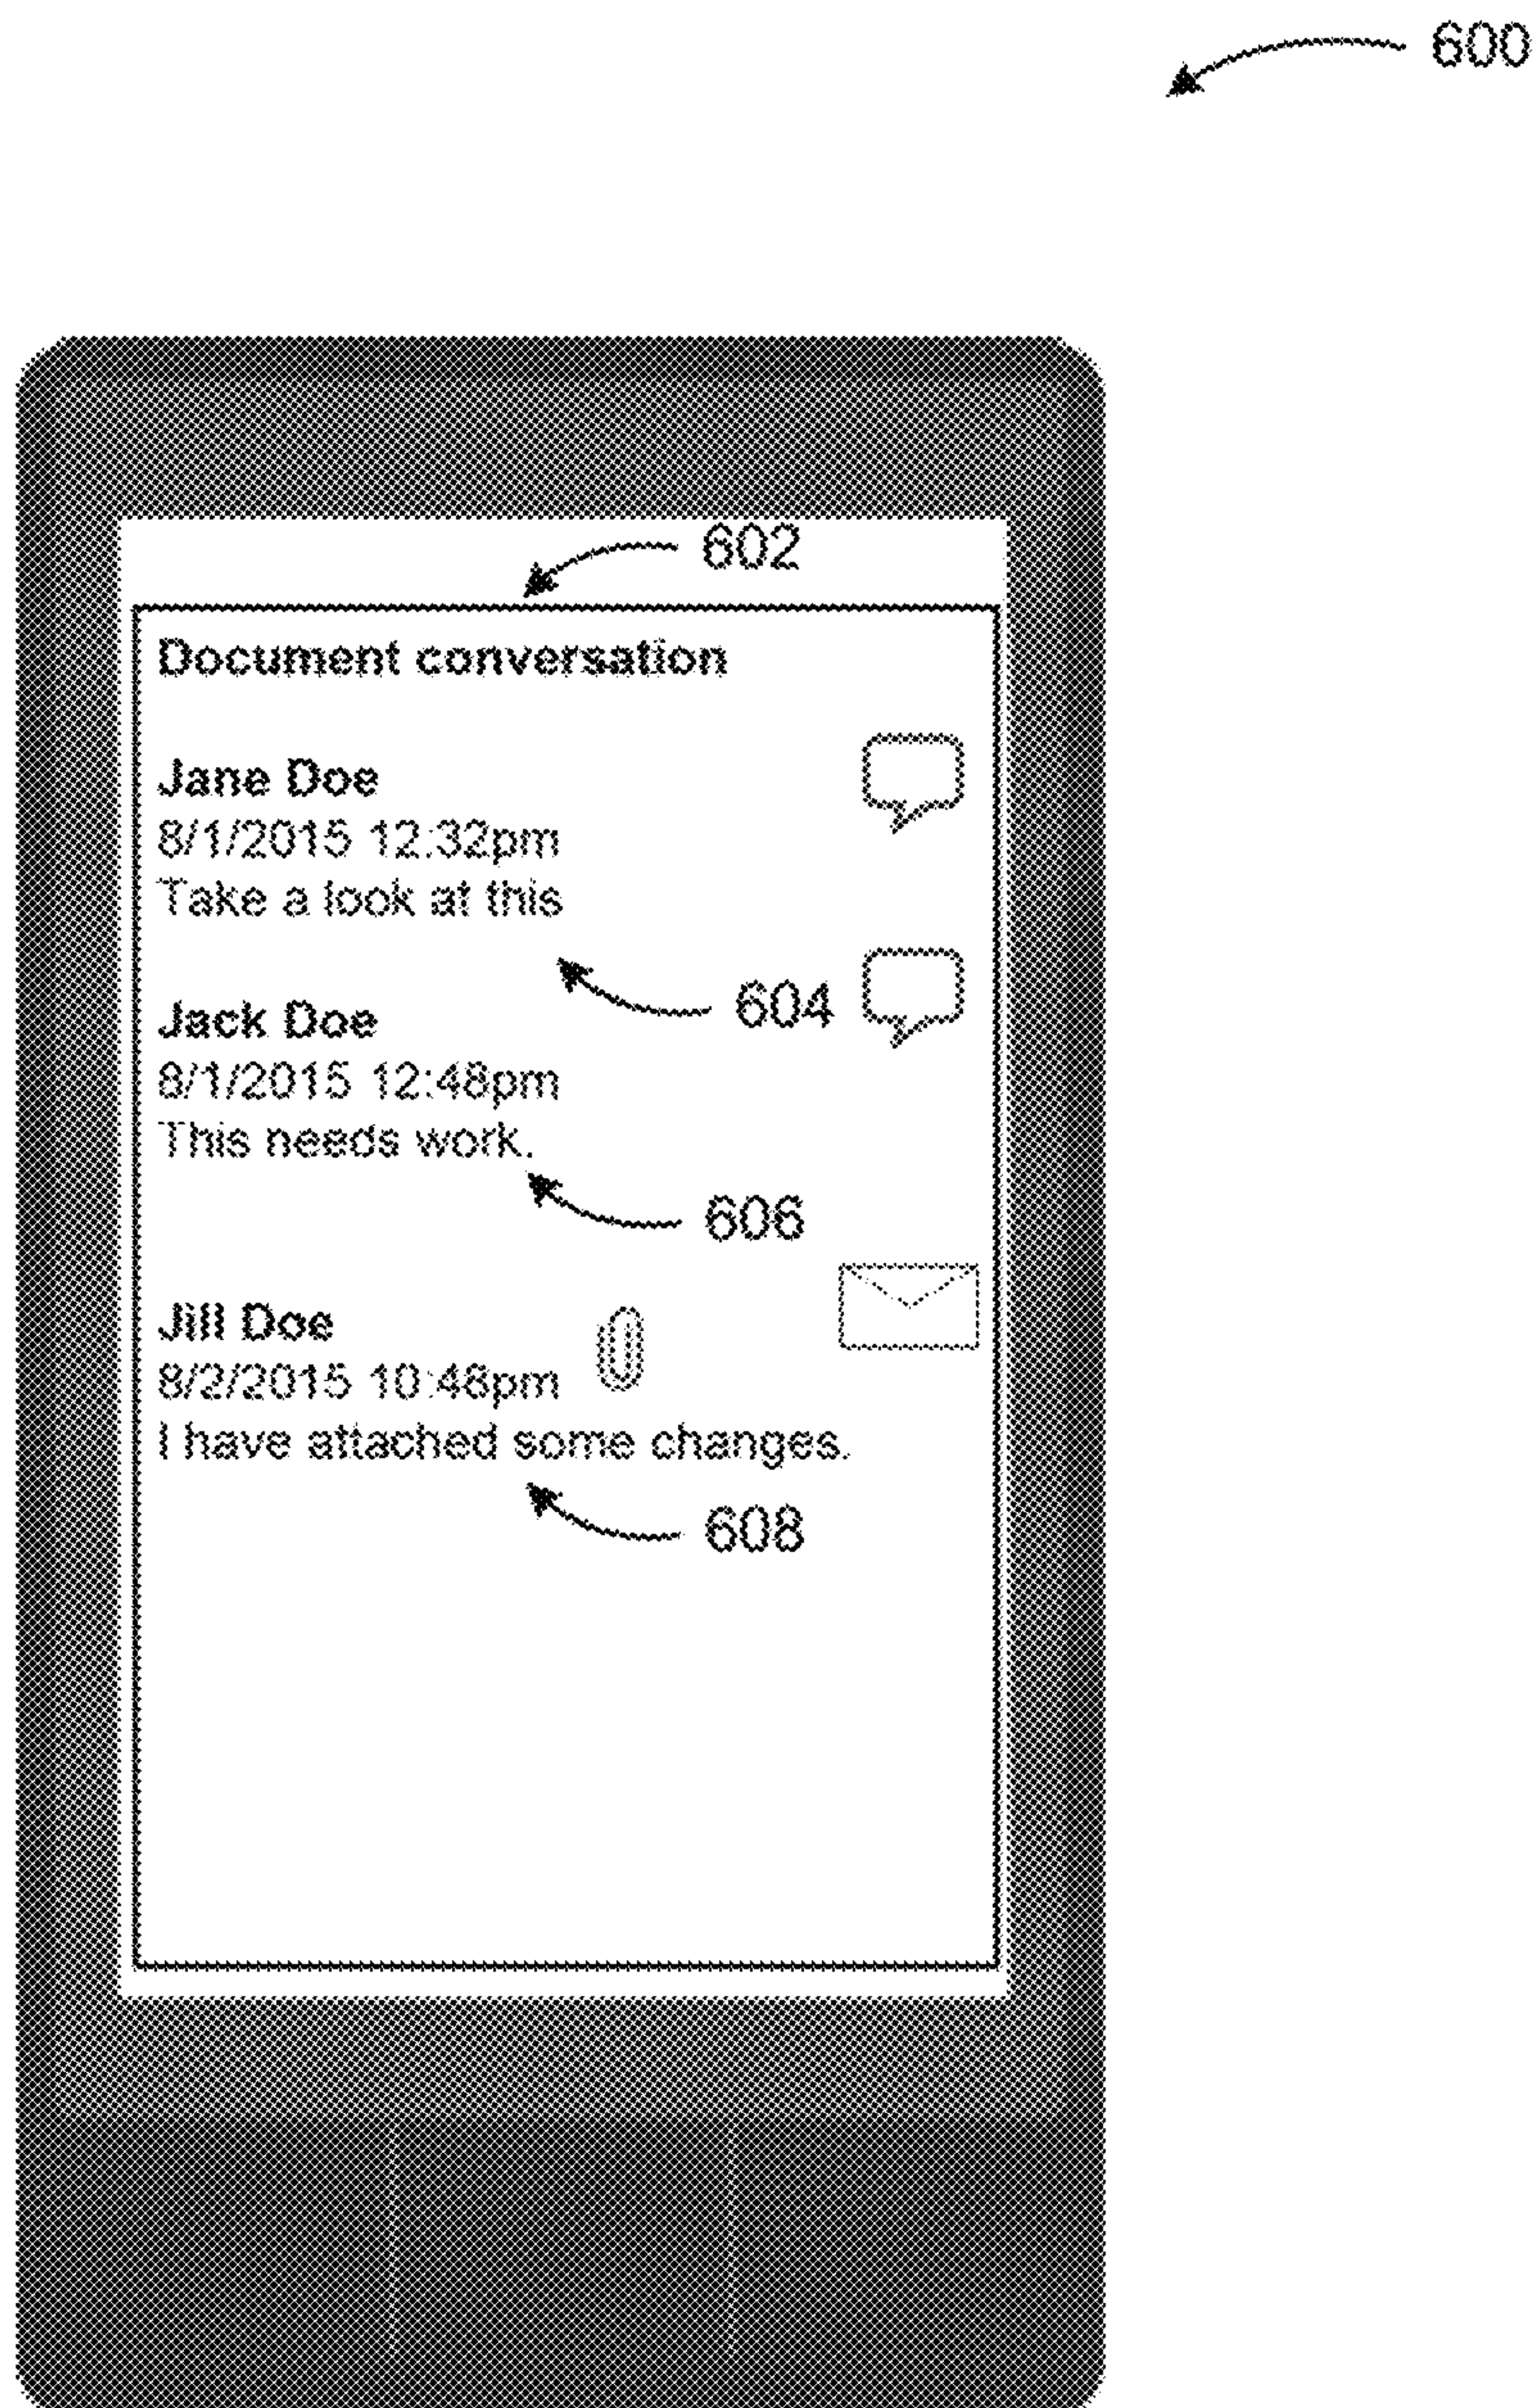 600
602
Document conversation
Jane Doe
8/1/2015 12:32pm
Take a look at this
604
Jack Doe
8/1/2015 12:48pm
This needs work.
606
Jill Doe
8/2/2015 10:48pm
I have attached some changes.
608